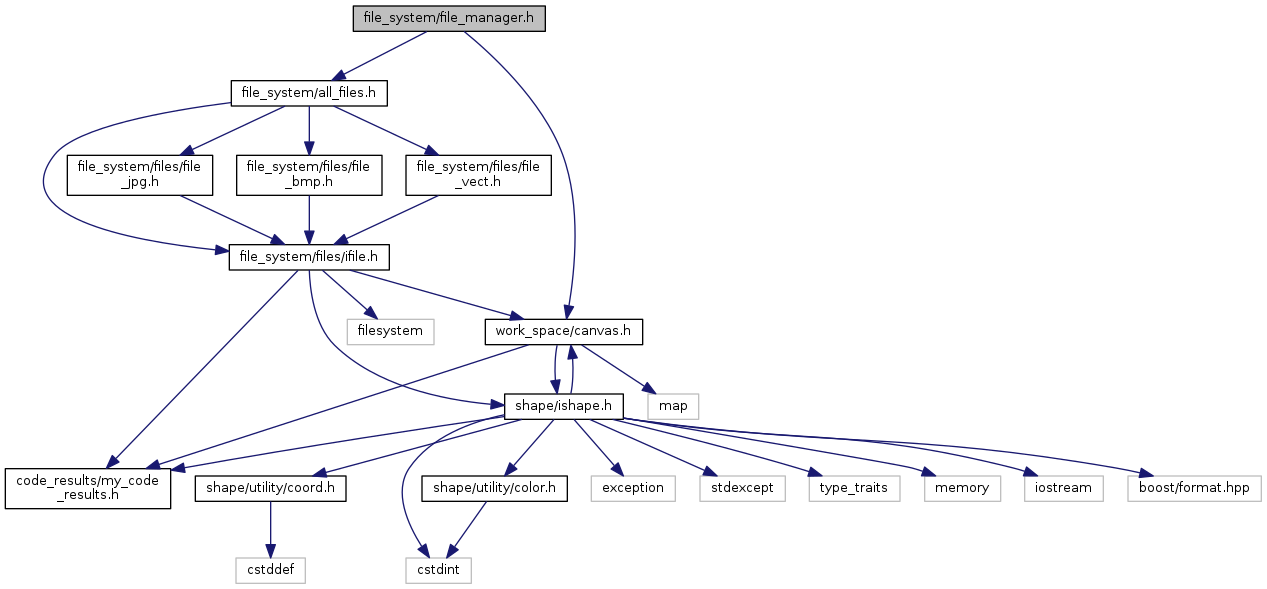 file_system/file_manager.h
file_system/all_files.h
file_system/files/file
_jpg.h
file_system/files/file
_bmp.h
file_system/files/file
_vect.h
file_system/files/ifile.h
filesystem
work_space/canvas.h
shape/ishape.h
map
code_results/my_code
_results.h
shape/utility/coord.h
shape/utility/color.h
exception
stdexcept
type_traits
memory
iostream
boost/format.hpp
cstddef
cstdint